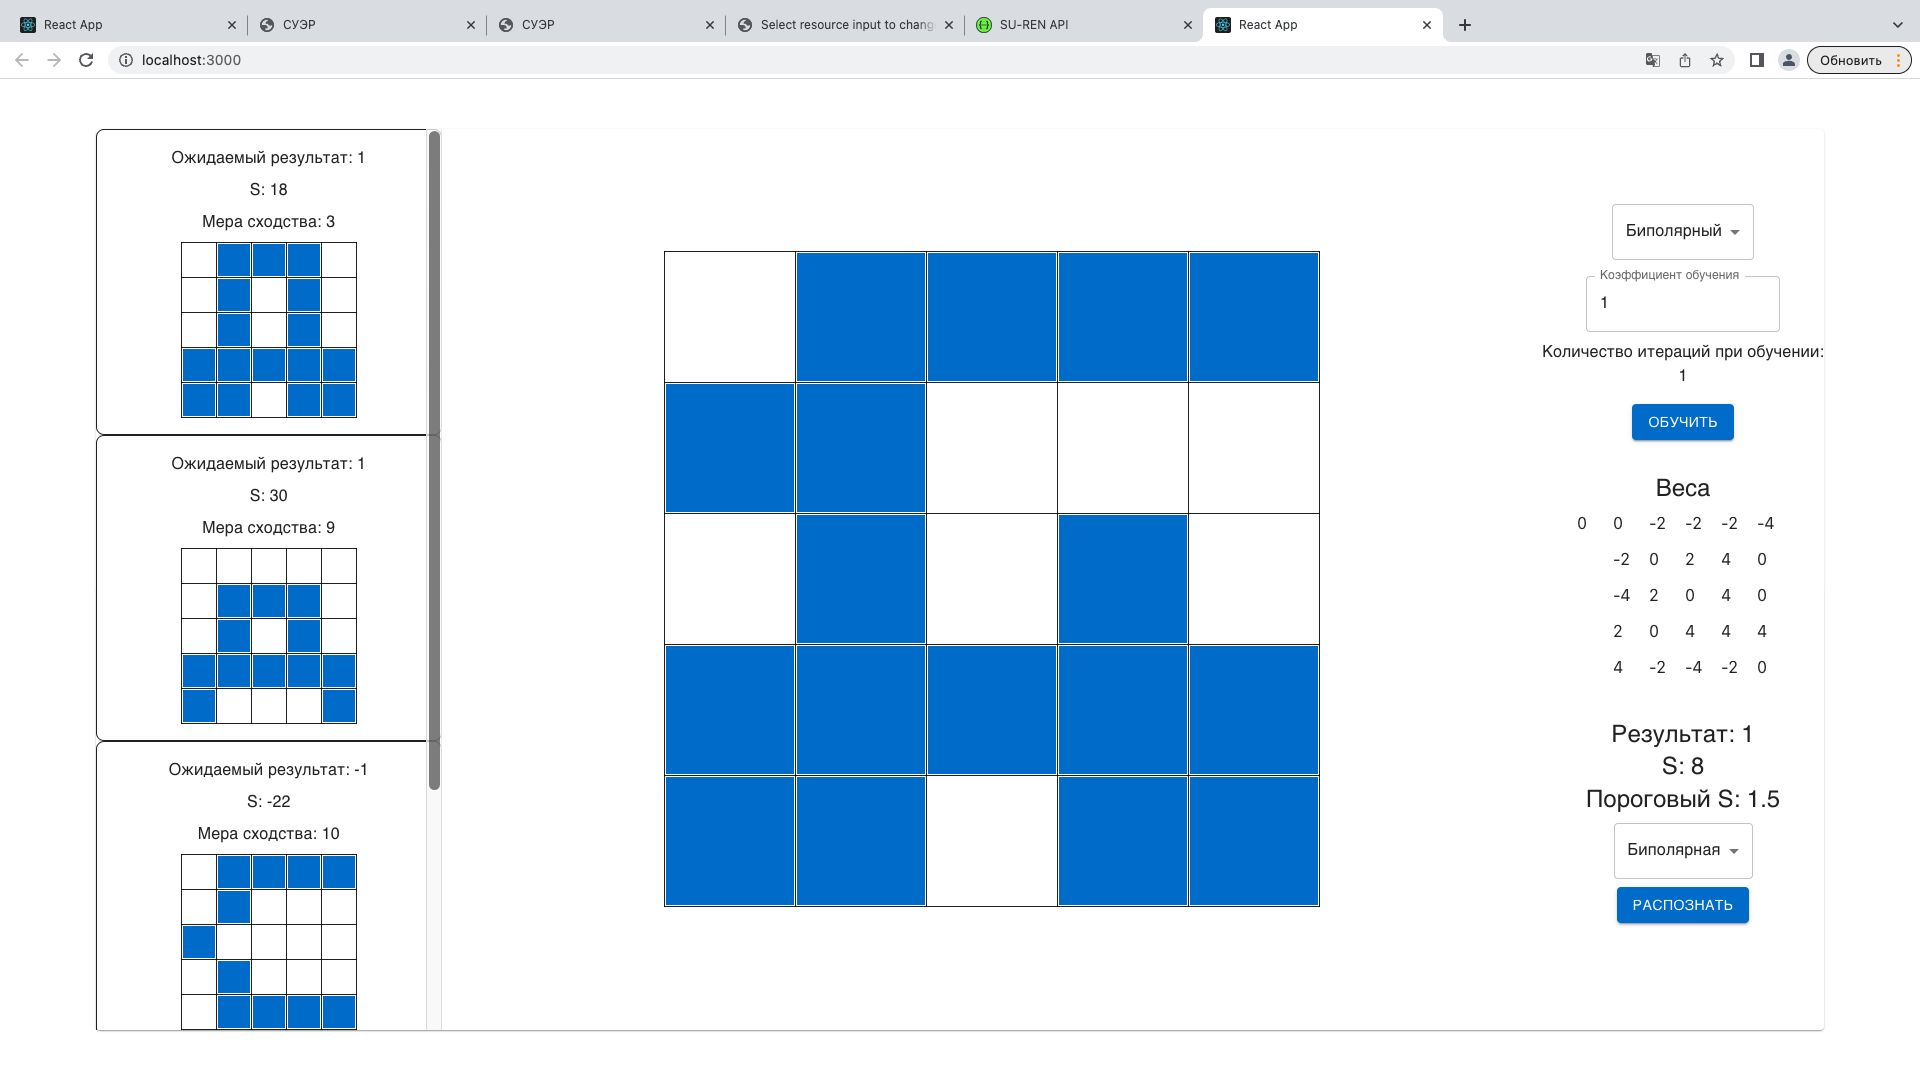 React App
СУЭР
СУЭР
Select resource input to chang
SU-REN API
React App
localhost:3000
Обновить
Ожидаемый результат: 1
S: 18
Мера сходства: 3
Ожидаемый результат: 1
S: 30
Мера сходства: 9
Ожидаемый результат: -1
S: -22
Мера сходства: 10
Биполярный
Коэффициент обучения
1
Количество итераций при обучении:
1
ОБУЧИТЬ
Веса
0 0 -2 -2 -2 -4
-2 0 2 4 0
-4 2 0 4 0
2 0 4 4 4
4 -2 -4 -2 0
Результат: 1
S: 8
Пороговый S: 1.5
Биполярная
РАСПОЗНАТЬ